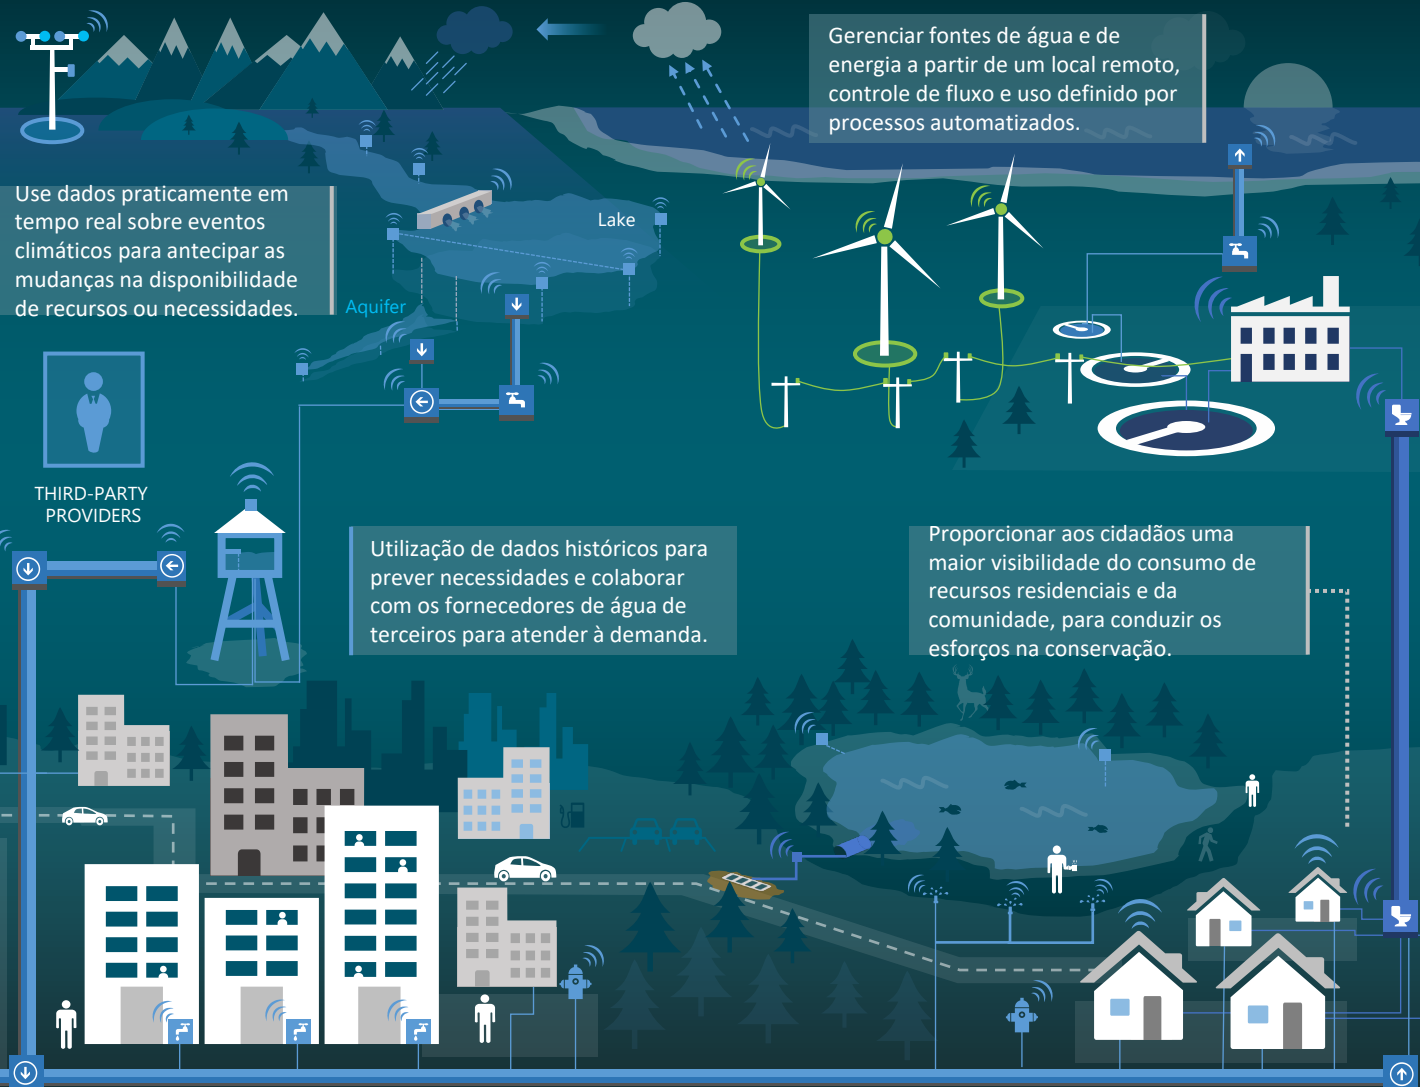 Gerenciar fontes de água e de
energia a partir de um local remoto,
controle de fluxo e uso definido por
processos automatizados.
Use dados praticamente em
tempo real sobre eventos
climáticos para antecipar as
mudanças na disponibilidade
de recursos ou necessidades.
Lake
Aquifer
THIRD-PARTY
PROVIDERS
Utilização de dados históricos para
prever necessidades e colaborar
com os fornecedores de água de
terceiros para atender à demanda.
Proporcionar aos cidadãos uma
maior visibilidade do consumo de
recursos residenciais e da
comunidade, para conduzir os
esforços na conservação.